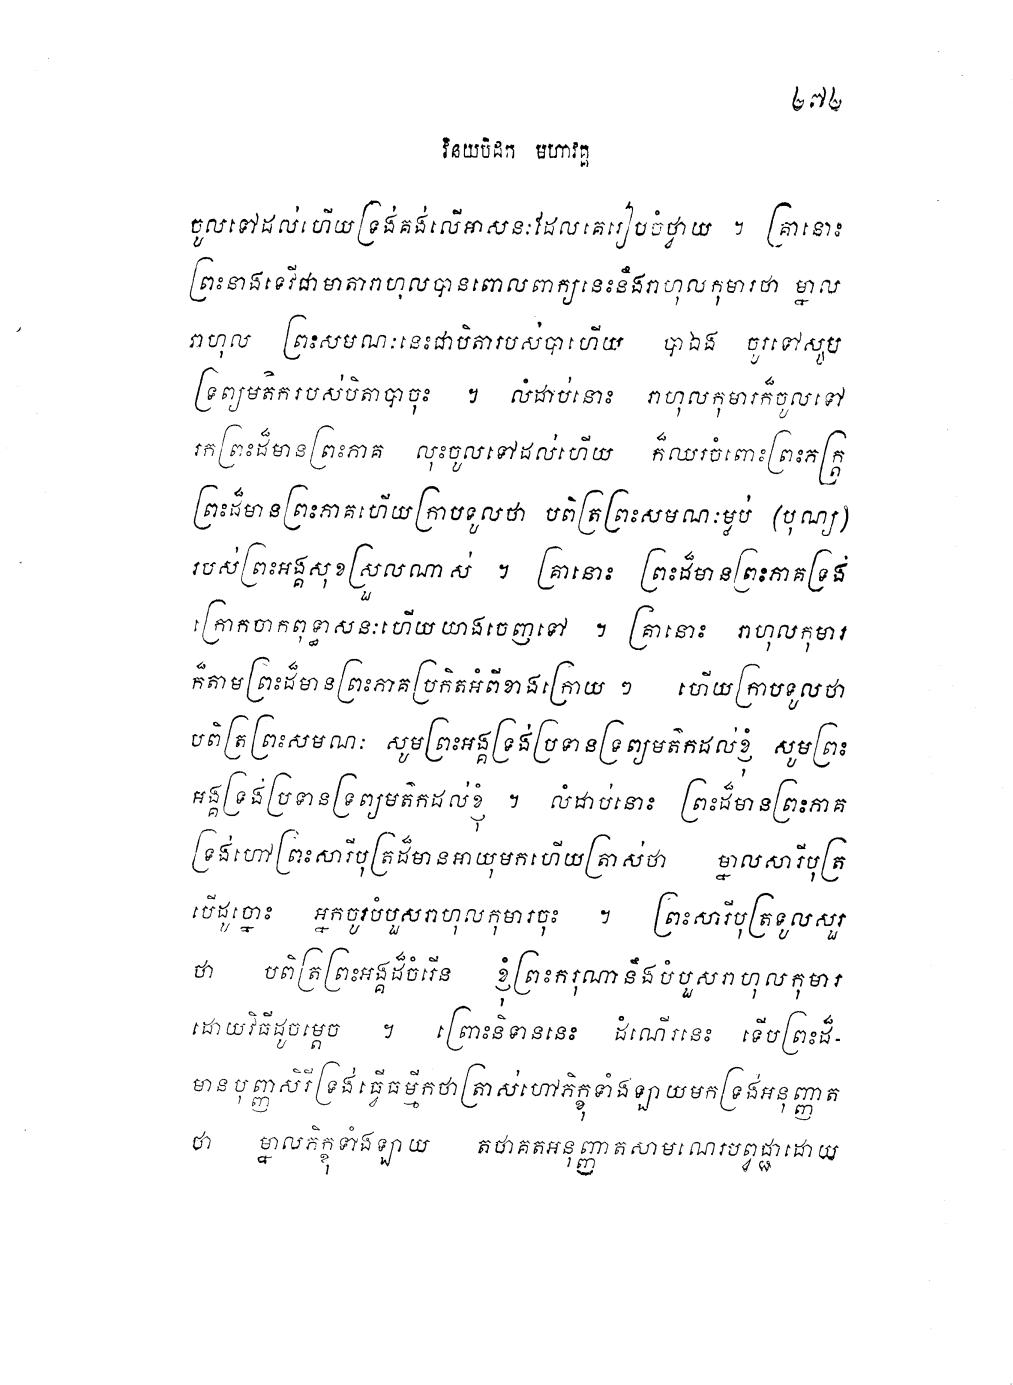 ២៧២
វិនយបិដក មហាវគ្គ
ចូលទៅដល់ហើយទ្រង់គង់លើអាសនៈដែលគេរៀបចំថ្វាយ ។ គ្រានោះ
ព្រះនាងទេវីជាមាតារាហុលបានពោលពាក្យនេះនឹងរាហុលកុមារថា ម្នាល
រាហុល ព្រះសមណៈនេះជាបិតារបស់បាហើយ បាឯង ចូរទៅសូម
ទ្រព្យមត៌ករបស់បិតាបាចុះ ។ លំដាប់នោះ រាហុលកុមារក៏ចូលទៅ
រកព្រះដ៏មានព្រះភាគ លុះចូលទៅដល់ហើយ ក៏ឈរចំពោះព្រះភក្ត្រ
ព្រះដ៏មានព្រះភាគហើយក្រាបទូលថា បពិត្រព្រះសមណៈម្លប់ (បុណ្យ)
របស់ព្រះអង្គសុខស្រួលណាស់ ។ គ្រានោះ ព្រះដ៏មានព្រះភាគទ្រង់
ក្រោកចាកពុទ្ធាសនៈហើយយាងចេញទៅ ។ គ្រានោះ រាហុលកុមារ
ក៏តាមព្រះដ៏មានព្រះភាគប្រកិតអំពីខាងក្រោយ ៗ ហើយក្រាបទូលថា
បពិត្រព្រះសមណៈ សូមព្រះអង្គទ្រង់ប្រទានទ្រព្យមត៌កដល់ខ្ញុំ សូមព្រះ
អង្គទ្រង់ប្រទានទ្រព្យមត៌កដល់ខ្ញុំ ។ លំដាប់នោះ ព្រះដ៏មានព្រះភាគ
ទ្រង់ហៅព្រះសារីបុត្រដ៏មានអាយុមកហើយត្រាស់ថា ម្នាលសារីបុត្រ
បើដូច្នោះ អ្នកចូរបំបួសរាហុលកុមារចុះ ។ ព្រះសារីបុត្រទូលសួរ
ថា បពិត្រព្រះអង្គដ៏ចំរើន ខ្ញុំព្រះករុណានឹងបំបួសរាហុលកុមារ
ដោយវិធីដូចម្តេច ។ ព្រោះនិទាននេះ ដំណើរនេះ ទើបព្រះដ៏-
មានបុញ្ញសិរីទ្រង់ធ្វើធម្មីកថាត្រាស់ហៅភិក្ខុទាំងឡាយមកទ្រង់អនុញ្ញាត
ថា ម្នាលភិក្ខុទាំងឡាយ តថាគតអនុញ្ញាតសាមណេរបព្វជ្ជាដោយ